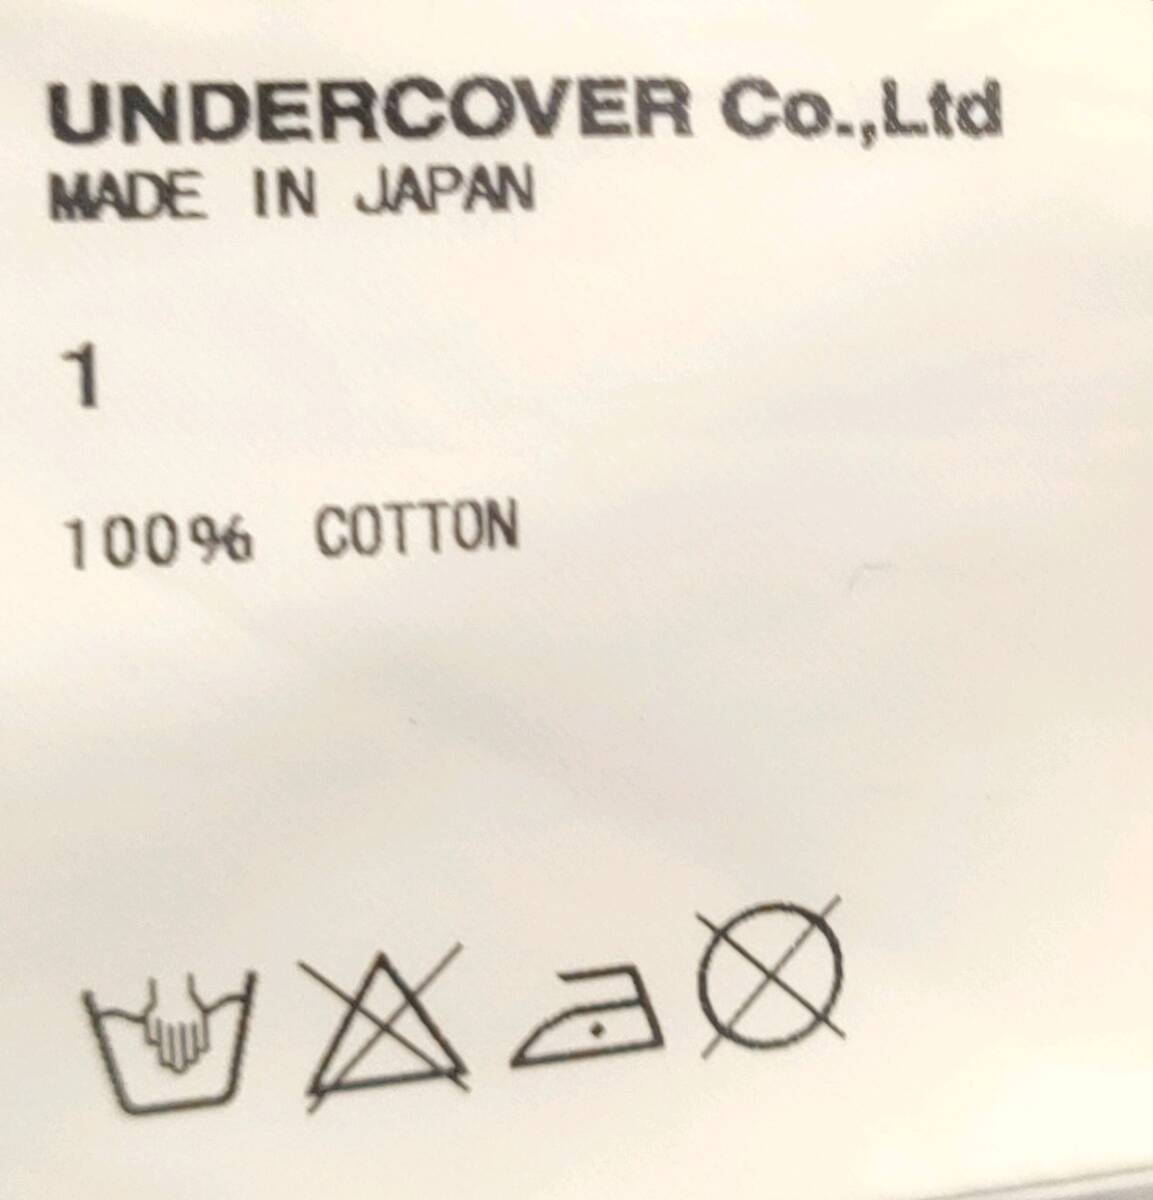 UNDERCOVER Co.,Ltd
MADE IN JAPAN
1
100% COTTON